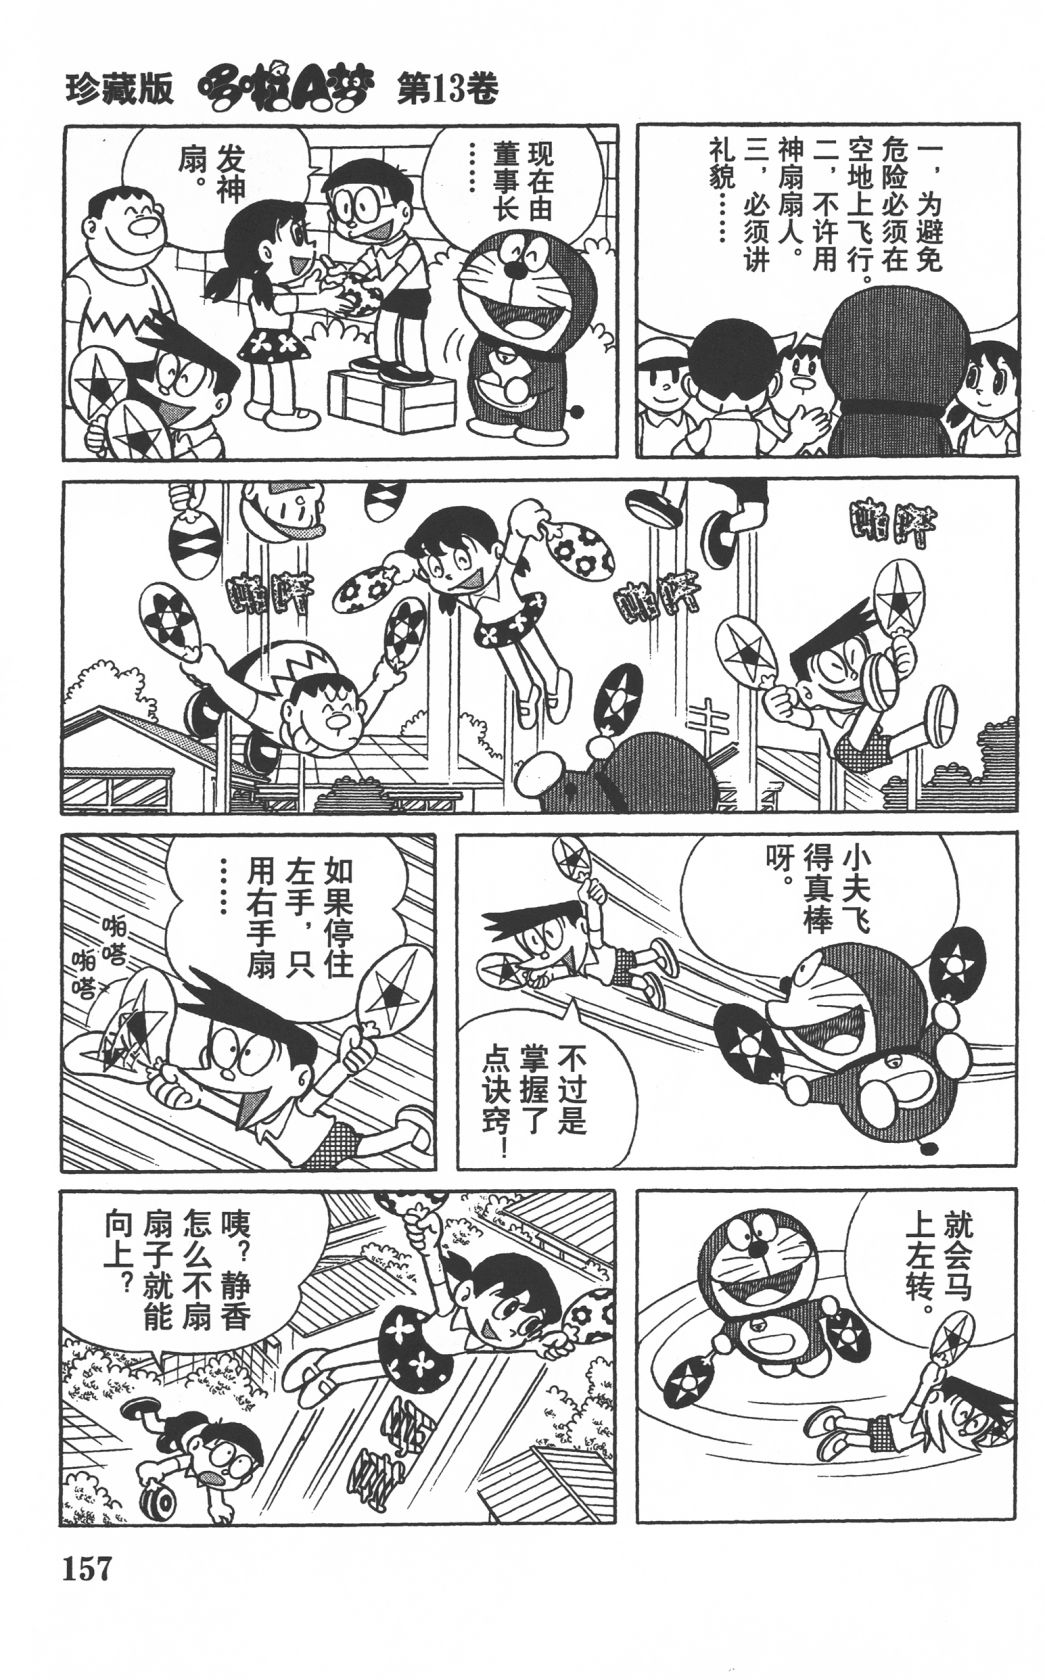 珍藏版 哆啦A梦 第13卷
一，为避免
危险必须在
空地上飞行。
二，不许用
神扇扇人。
三，必须讲
礼貌……
现在由
董事长
……
发神
扇。
啪嗒
啪嗒
啪嗒
小夫飞
得真棒
呀。
不过是
掌握了
点诀窍！
如果停住
左手，只
用右手扇
……
啪嗒
啪嗒
就会马
上左转。
咦？静香
怎么不扇
扇子就能
向上？
157